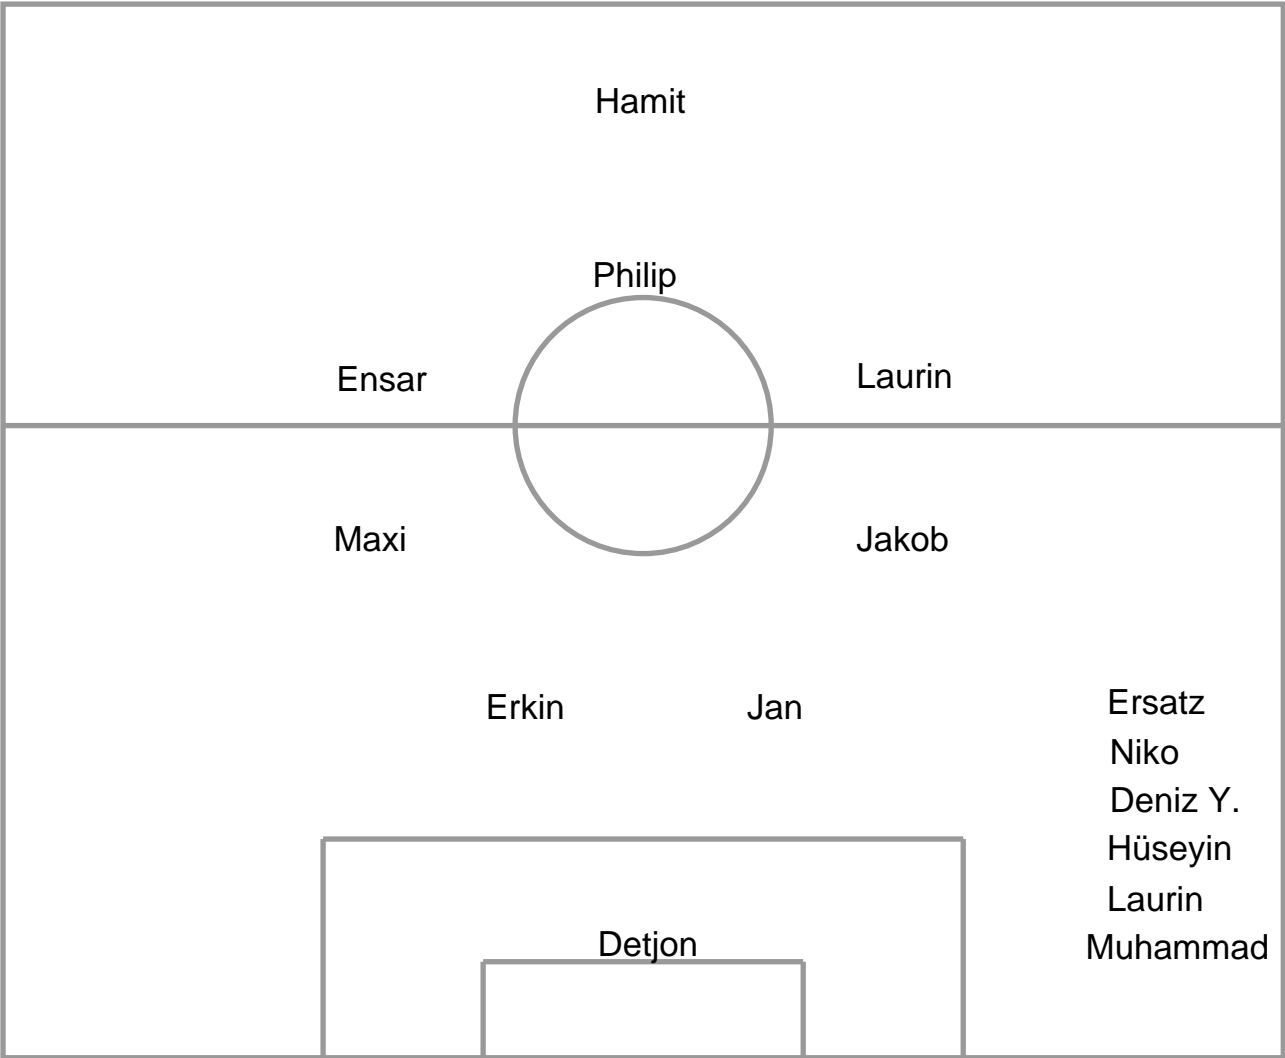 Hamit
Philip
Ensar
Laurin
Maxi
Jakob
Erkin
Jan
Detjon
Ersatz
Niko
Deniz Y.
Hüseyin
Laurin
Muhammad